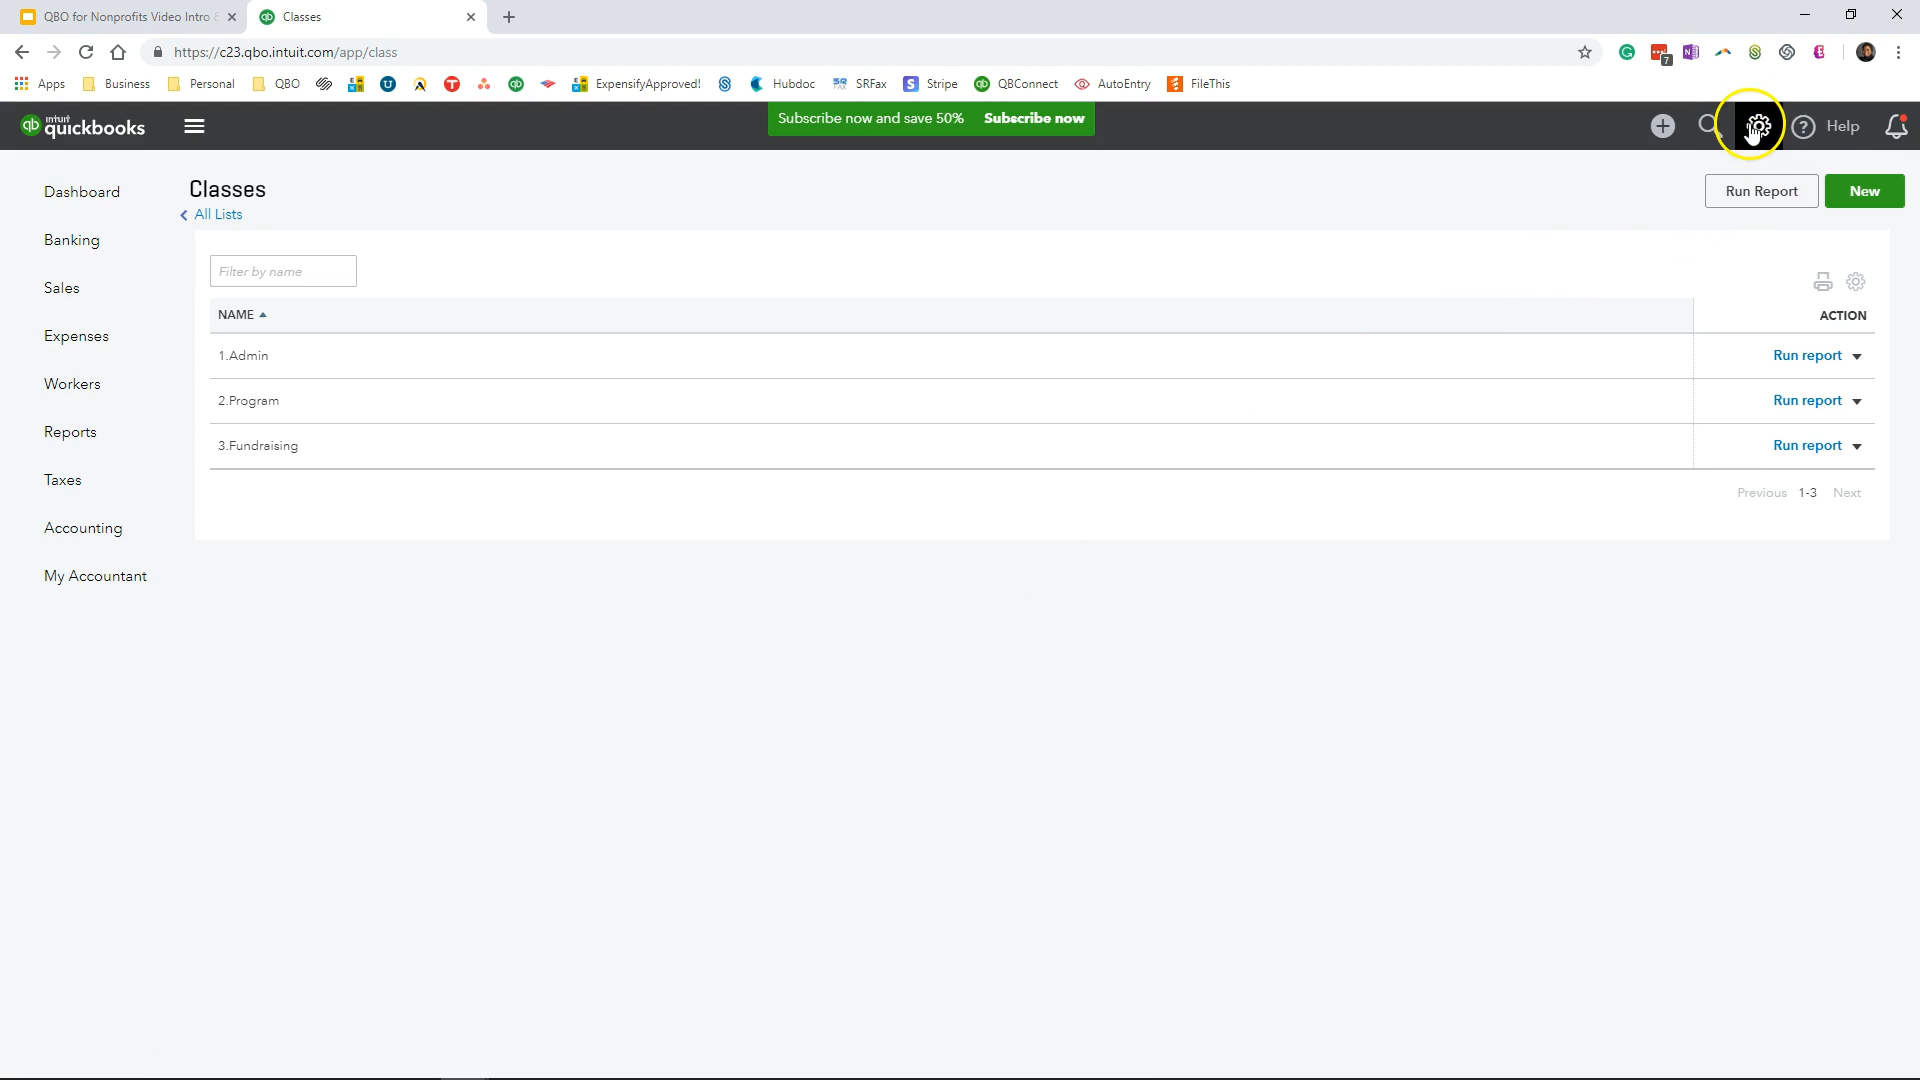 QBO for Nonprofits Video Intro
Classes
https://c23.qbo.intuit.com/app/class
7
Apps
Business
Personal
QBO
ExpensifyApproved!
Hubdoc
SRFax
Stripe
QBConnect
AutoEntry
FileThis
intuit
quickbooks
Subscribe now and save 50% Subscribe now
Help
Dashboard
Banking
Sales
Expenses
Workers
Reports
Taxes
Accounting
My Accountant
Classes
All Lists
Run Report
New
Filter by name
NAME
ACTION
1.Admin
Run report
2.Program
Run report
3.Fundraising
Run report
Previous 1-3 Next